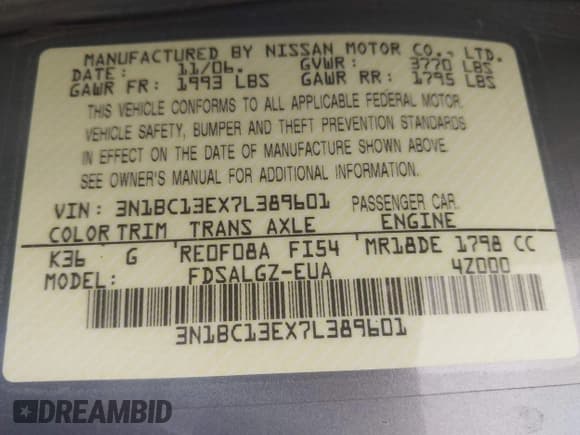 MANUFACTURED BY NISSAN MOTOR CO., LTD.
DATE: 11/06. GVWR: 3770 LBS
GAWR FR: 1993 LBS GAWR RR: 1795 LBS
THIS VEHICLE CONFORMS TO ALL APPLICABLE FEDERAL MOTOR
VEHICLE SAFETY, BUMPER AND THEFT PREVENTION STANDARDS
IN EFFECT ON THE DATE OF MANUFACTURE SHOWN ABOVE.
SEE OWNER'S MANUAL FOR ADDITIONAL INFORMATION.
VIN: 3N1BC13EX7L389601 PASSENGER CAR.
COLOR TRIM TRANS AXLE ENGINE
K36 G RE0F08A FI54 MR18DE 1798 CC
MODEL: FDSALGZ-EUA 4Z000
3N1BC13EX7L389601
DREAMBID